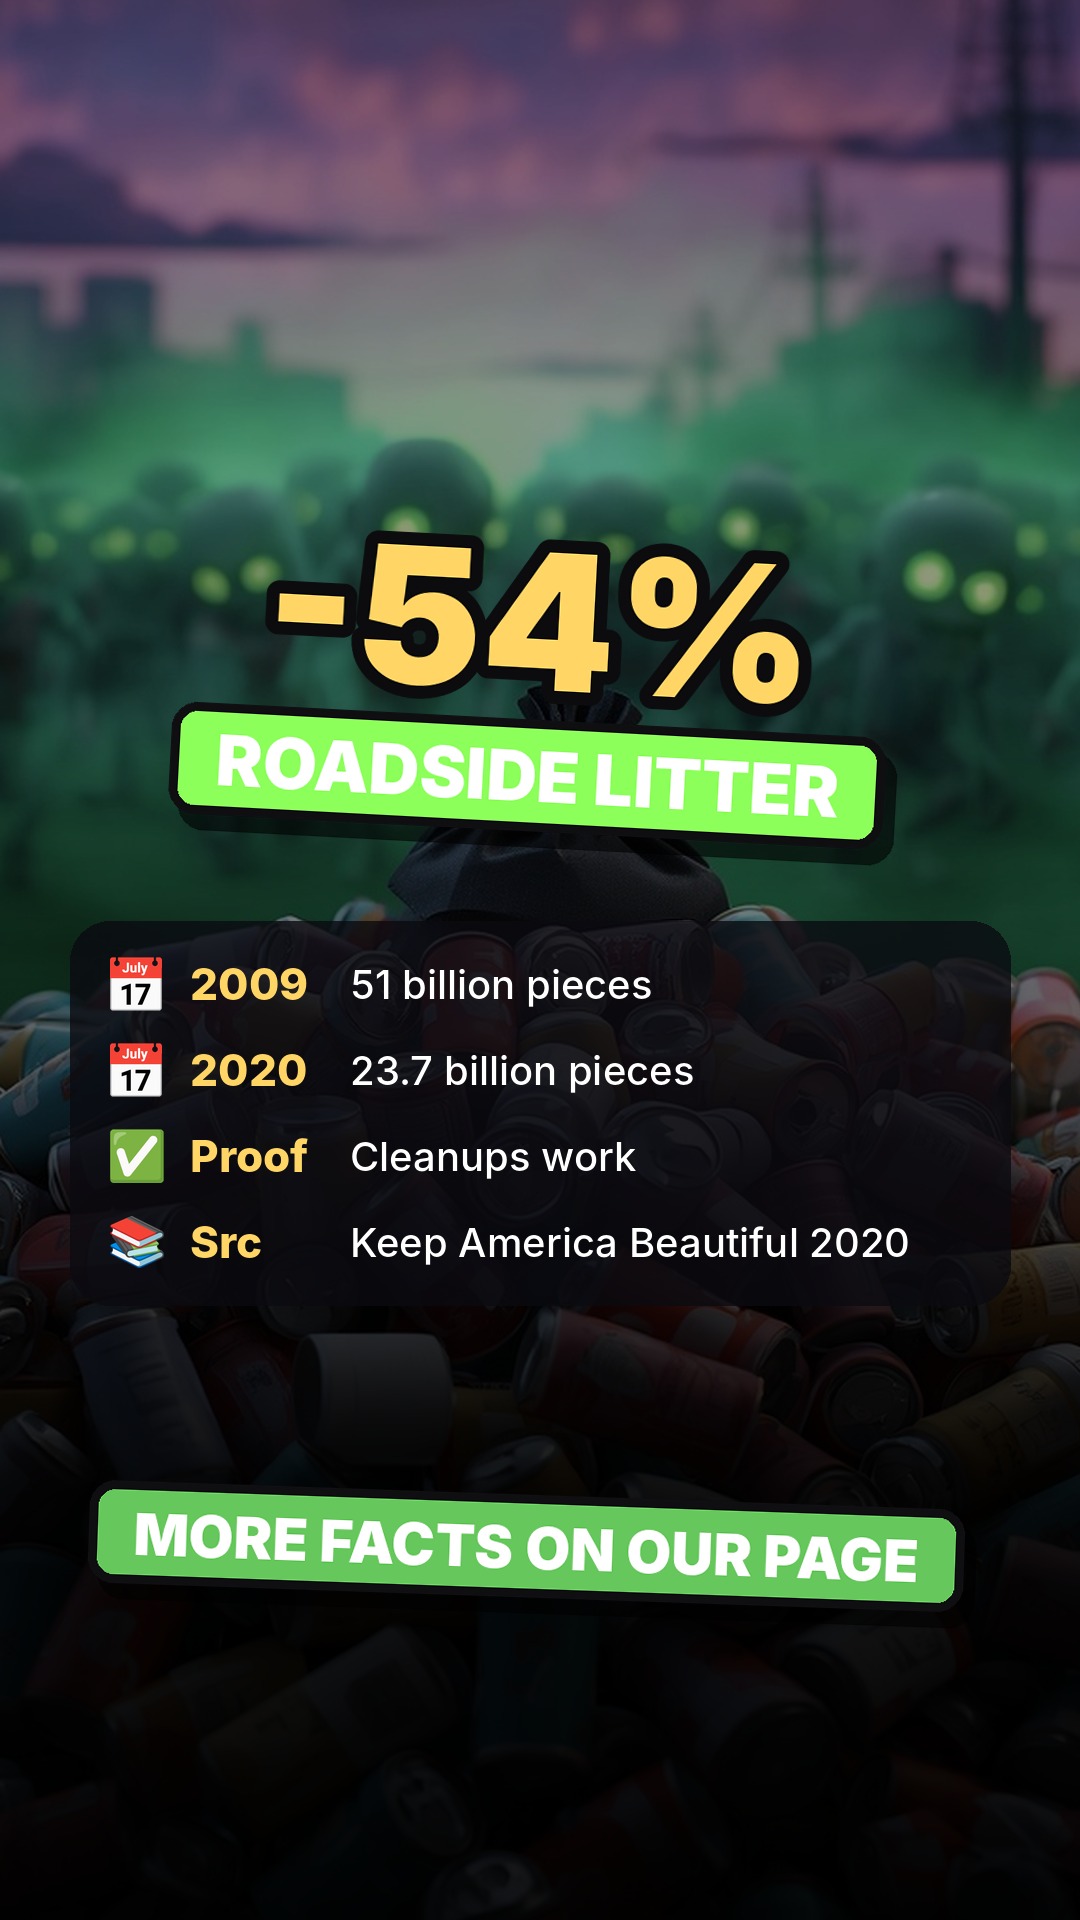 -54%
ROADSIDE LITTER
July
17
2009 51 billion pieces
July
17
2020 23.7 billion pieces
Proof Cleanups work
Src Keep America Beautiful 2020
MORE FACTS ON OUR PAGE